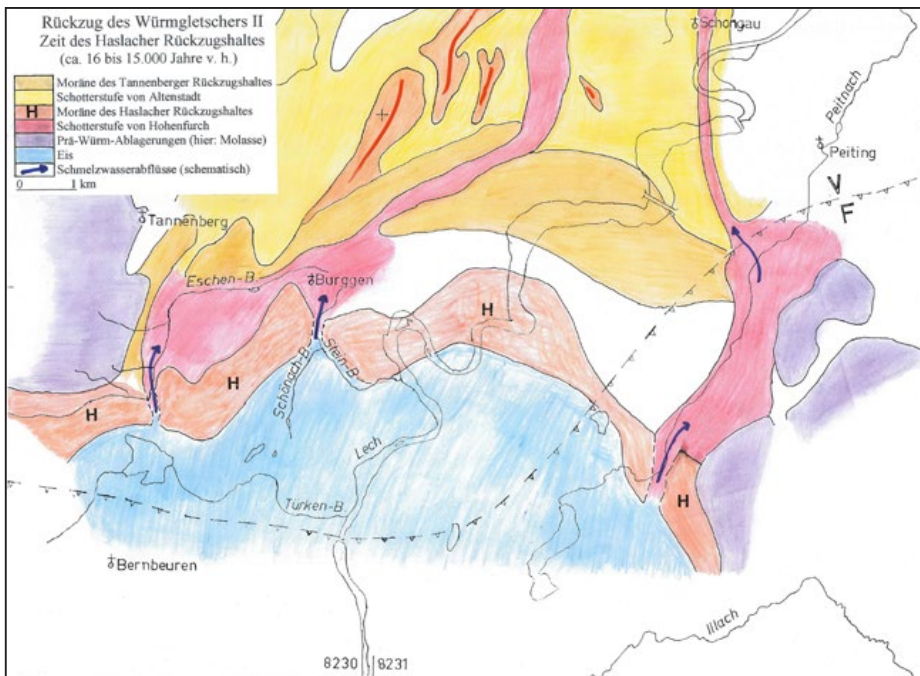 Rückzug des Würmgletschers II
Zeit des Haslacher Rückzugshaltes
(ca. 16 bis 15.000 Jahre v. h.)
Moräne des Tannenberger Rückzugshaltes
Schotterstufe von Altenstadt
H Moräne des Haslacher Rückzugshaltes
Schotterstufe von Hohenfurch
Prä-Würm-Ablagerungen (hier: Molasse)
Eis
Schmelzwasserabflüsse (schematisch)
0 1 km
Schongau
Peitnach
Peiting
V
F
Tannenberg
Eschen-B.
Burggen
H
Schönach-B.
Stein-B.
H
H
Lech
Türken-B.
H
Bernbeuren
Illach
8230 8231